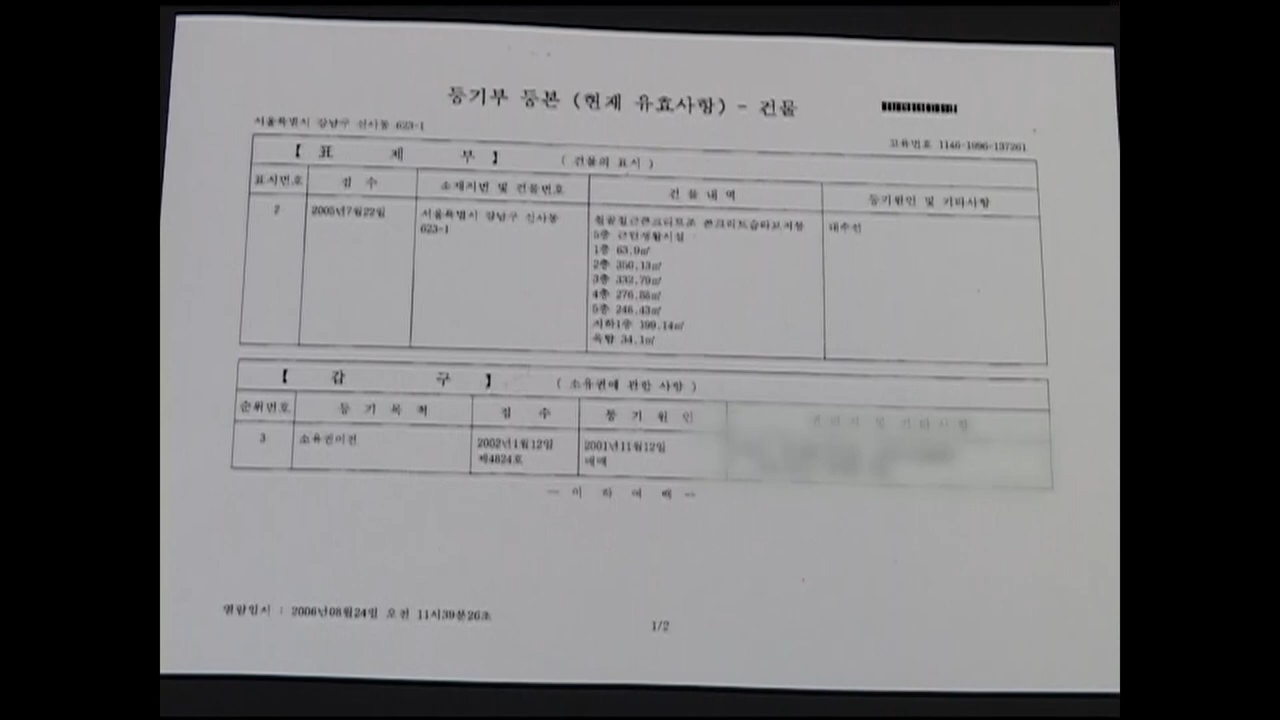 등기부 등본 (현재 유효사항) - 건물
서울특별시 강남구 신사동 623-1
고유번호 1146-1996-137261
【 표 제 부 】 ( 건물의 표시 )
표시번호 접 수 소재지번 및 건물번호 건 물 내 역 등기원인 및 기타사항
2 2005년7월22일 서울특별시 강남구 신사동 623-1 철골철근콘크리트조 콘크리트슬라브지붕 대수선
5층 근린생활시설
1층 63.9㎡
2층 350.13㎡
3층 332.79㎡
4층 276.88㎡
5층 246.43㎡
지하1층 199.14㎡
옥탑 34.1㎡
【 갑 구 】 ( 소유권에 관한 사항 )
순위번호 등 기 목 적 접 수 등 기 원 인 권 리 자 및 기 타 사 항
3 소유권이전 2002년1월12일 2001년11월12일
제4824호 매매
-- 이 하 여 백 --
열람일시 : 2006년08월24일 오전 11시39분26초
1/2